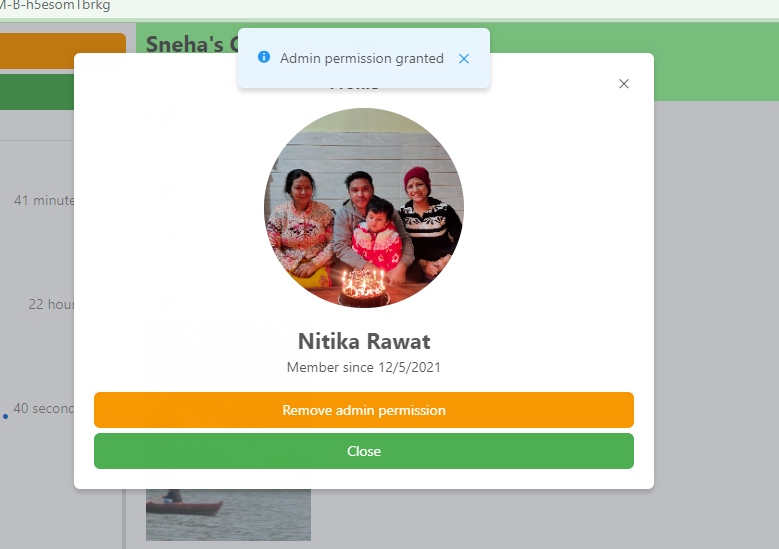 Sneha's
Admin permission granted
41 minute
22 hour
40 second
Nitika Rawat
Member since 12/5/2021
Remove admin permission
Close